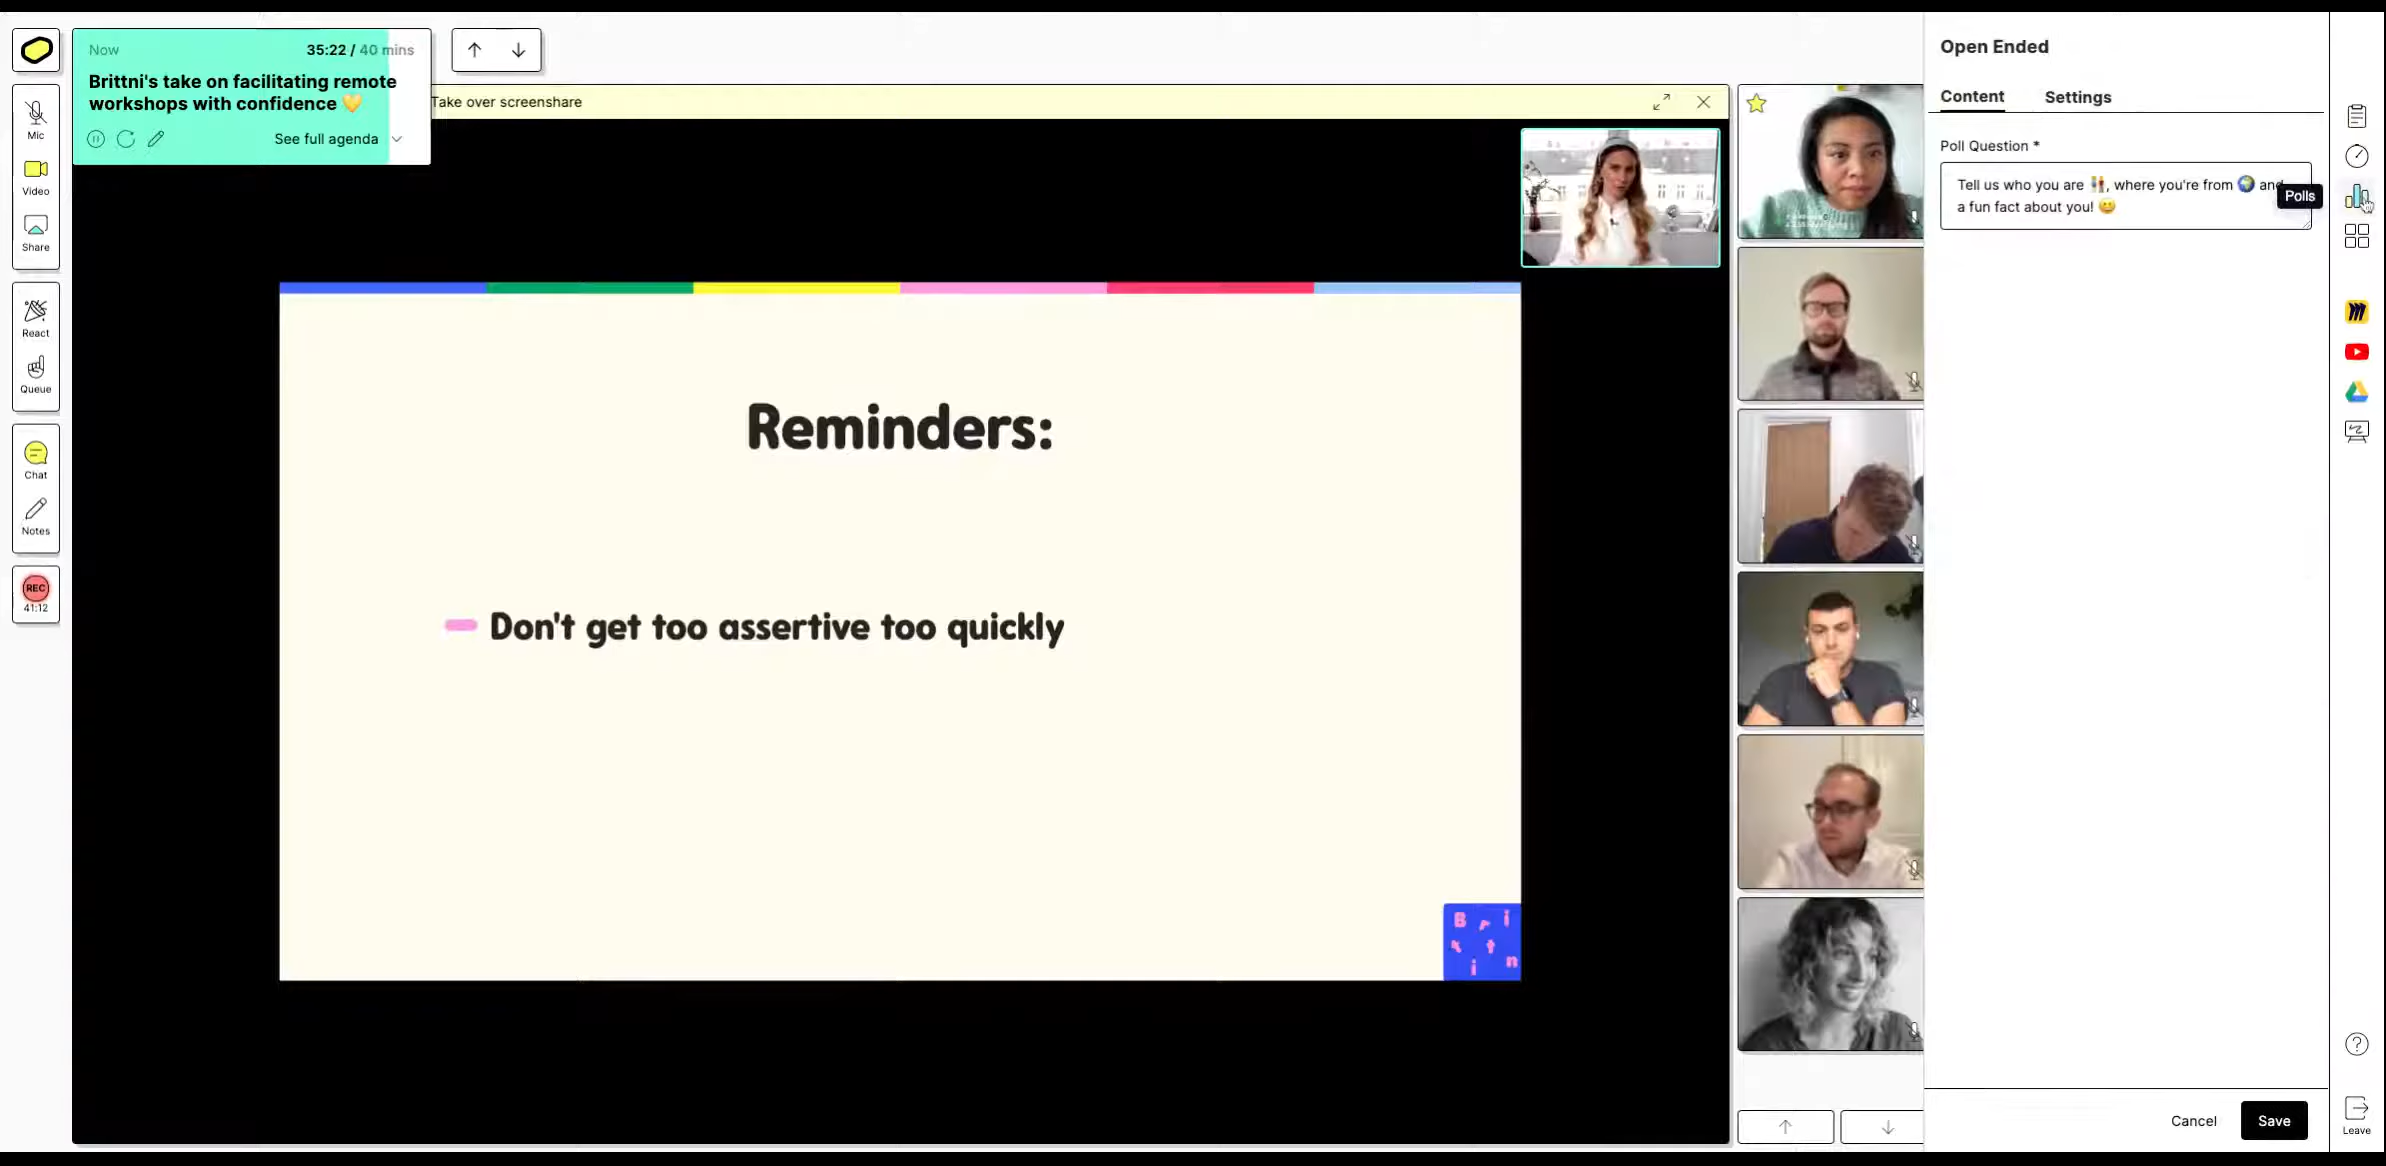 Now
35:22 / 40 mins
Brittni's take on facilitating remote
workshops with confidence 💛
See full agenda
Mic
Video
Share
React
Queue
Chat
Notes
REC
41:12
Take over screenshare
Reminders:
Don't get too assertive too quickly
B r i
t t
i n
Open Ended
Content Settings
Poll Question *
Tell us who you are 👫, where you're from 🌍 and
a fun fact about you! 😄
Polls
Cancel
Save
Leave